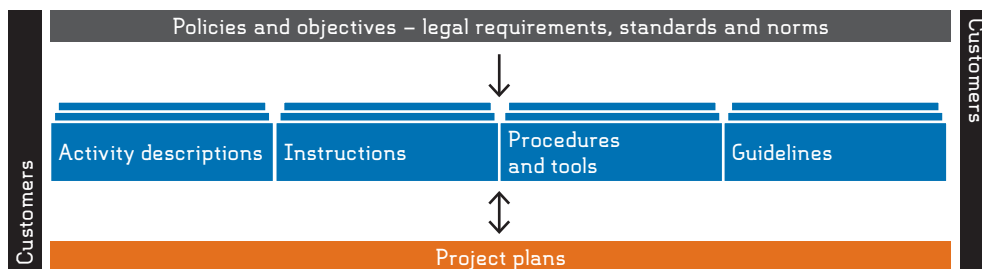 Policies and objectives – legal requirements, standards and norms
Customers
Customers
Activity descriptions
Instructions
Procedures
and tools
Guidelines
Project plans